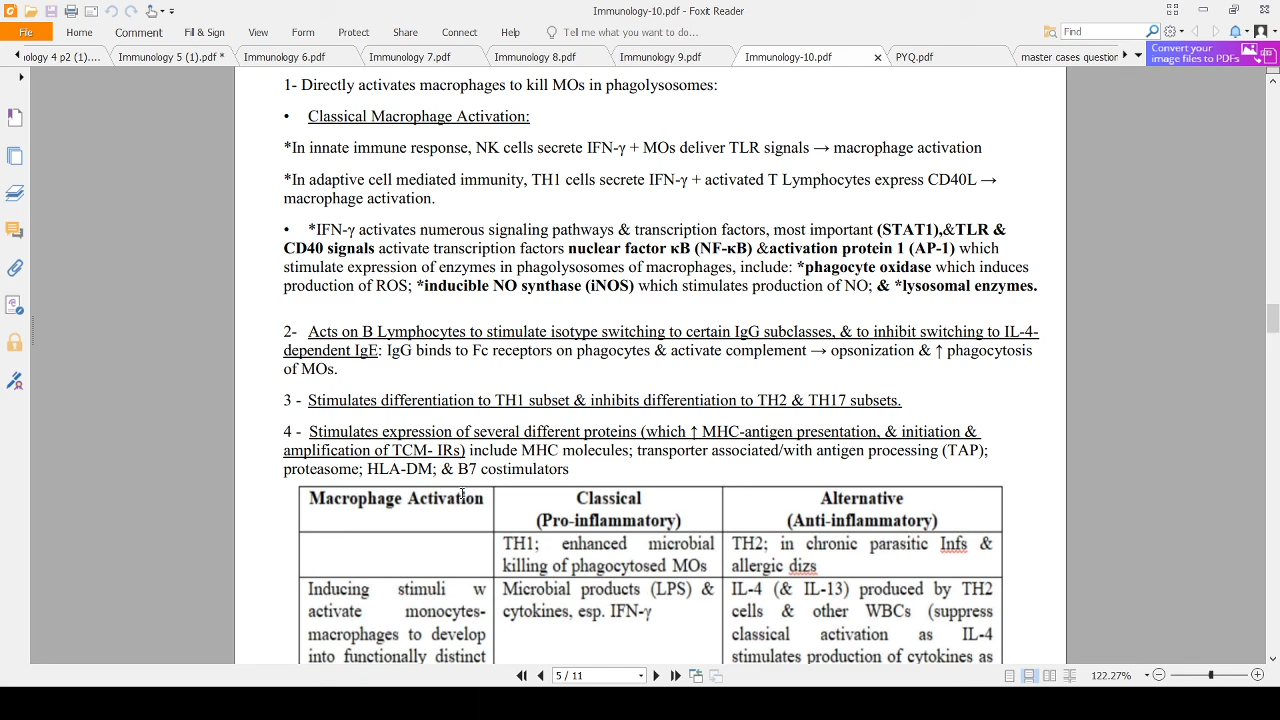 Immunology-10.pdf - Foxit Reader
File Home Comment Fill & Sign View Form Protect Share Connect Help Tell me what you want to do... Find
ology 4 p2 (1).... Immunology 5 (1).pdf * Immunology 6.pdf Immunology 7.pdf Immunology Immunology 9.pdf Immunology-10.pdf PYQ.pdf master cases question
Convert your
image files to PDFs
1- Directly activates macrophages to kill MOs in phagolysosomes:
• Classical Macrophage Activation:
*In innate immune response, NK cells secrete IFN-γ + MOs deliver TLR signals → macrophage activation
*In adaptive cell mediated immunity, TH1 cells secrete IFN-γ + activated T Lymphocytes express CD40L →
macrophage activation.
• *IFN-γ activates numerous signaling pathways & transcription factors, most important (STAT1),&TLR &
CD40 signals activate transcription factors nuclear factor κB (NF-κB) &activation protein 1 (AP-1) which
stimulate expression of enzymes in phagolysosomes of macrophages, include: *phagocyte oxidase which induces
production of ROS; *inducible NO synthase (iNOS) which stimulates production of NO; & *lysosomal enzymes.
2- Acts on B Lymphocytes to stimulate isotype switching to certain IgG subclasses, & to inhibit switching to IL-4-
dependent IgE: IgG binds to Fc receptors on phagocytes & activate complement → opsonization & ↑ phagocytosis
of MOs.
3 - Stimulates differentiation to TH1 subset & inhibits differentiation to TH2 & TH17 subsets.
4 - Stimulates expression of several different proteins (which ↑ MHC-antigen presentation, & initiation &
amplification of TCM- IRs) include MHC molecules; transporter associated/with antigen processing (TAP);
proteasome; HLA-DM; & B7 costimulators
Macrophage Activation Classical Alternative
(Pro-inflammatory) (Anti-inflammatory)
TH1; enhanced microbial TH2; in chronic parasitic Infs &
killing of phagocytosed MOs allergic dizs
Inducing stimuli w Microbial products (LPS) & IL-4 (& IL-13) produced by TH2
activate monocytes- cytokines, esp. IFN-γ cells & other WBCs (suppress
macrophages to develop classical activation as IL-4
into functionally distinct stimulates production of cytokines as
5 / 11 122.27%